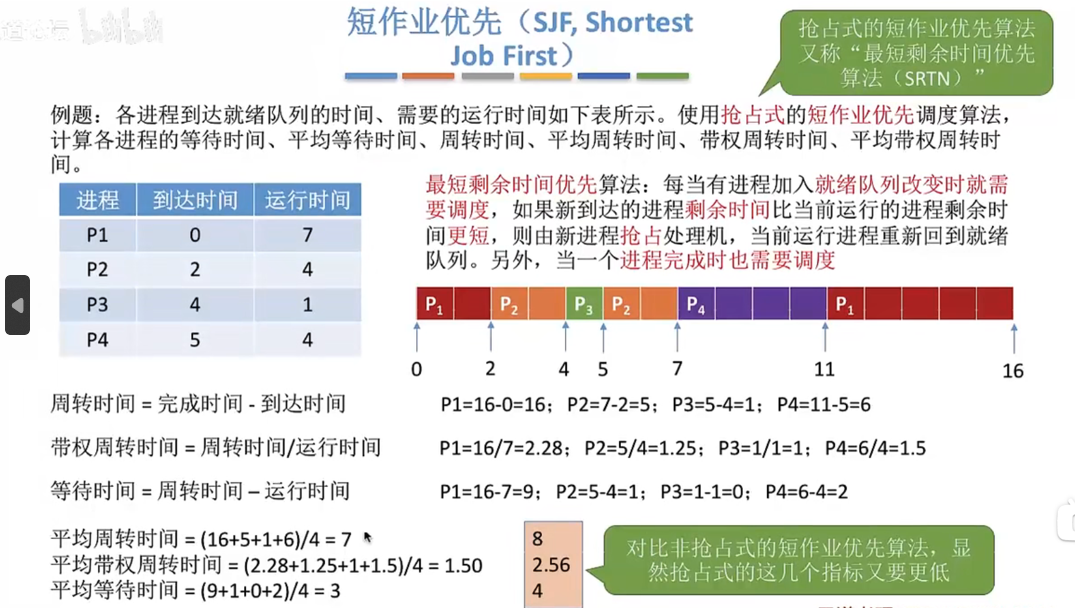 短作业优先（SJF, Shortest
Job First）
抢占式的短作业优先算法
又称“最短剩余时间优先
算法（SRTN）”
例题：各进程到达就绪队列的时间、需要的运行时间如下表所示。使用抢占式的短作业优先调度算法，
计算各进程的等待时间、平均等待时间、周转时间、平均周转时间、带权周转时间、平均带权周转时
间。
进程 到达时间 运行时间
P1 0 7
P2 2 4
P3 4 1
P4 5 4
最短剩余时间优先算法：每当有进程加入就绪队列改变时就需
要调度，如果新到达的进程剩余时间比当前运行的进程剩余时
间更短，则由新进程抢占处理机，当前运行进程重新回到就绪
队列。另外，当一个进程完成时也需要调度
P1 P2 P3 P2 P4 P1
0 2 4 5 7 11 16
周转时间 = 完成时间 - 到达时间 P1=16-0=16；P2=7-2=5；P3=5-4=1；P4=11-5=6
带权周转时间 = 周转时间/运行时间 P1=16/7=2.28；P2=5/4=1.25；P3=1/1=1；P4=6/4=1.5
等待时间 = 周转时间 – 运行时间 P1=16-7=9；P2=5-4=1；P3=1-1=0；P4=6-4=2
平均周转时间 = (16+5+1+6)/4 = 7 8
平均带权周转时间 = (2.28+1.25+1+1.5)/4 = 1.50 2.56
平均等待时间 = (9+1+0+2)/4 = 3 4
对比非抢占式的短作业优先算法，显
然抢占式的这几个指标又要更低